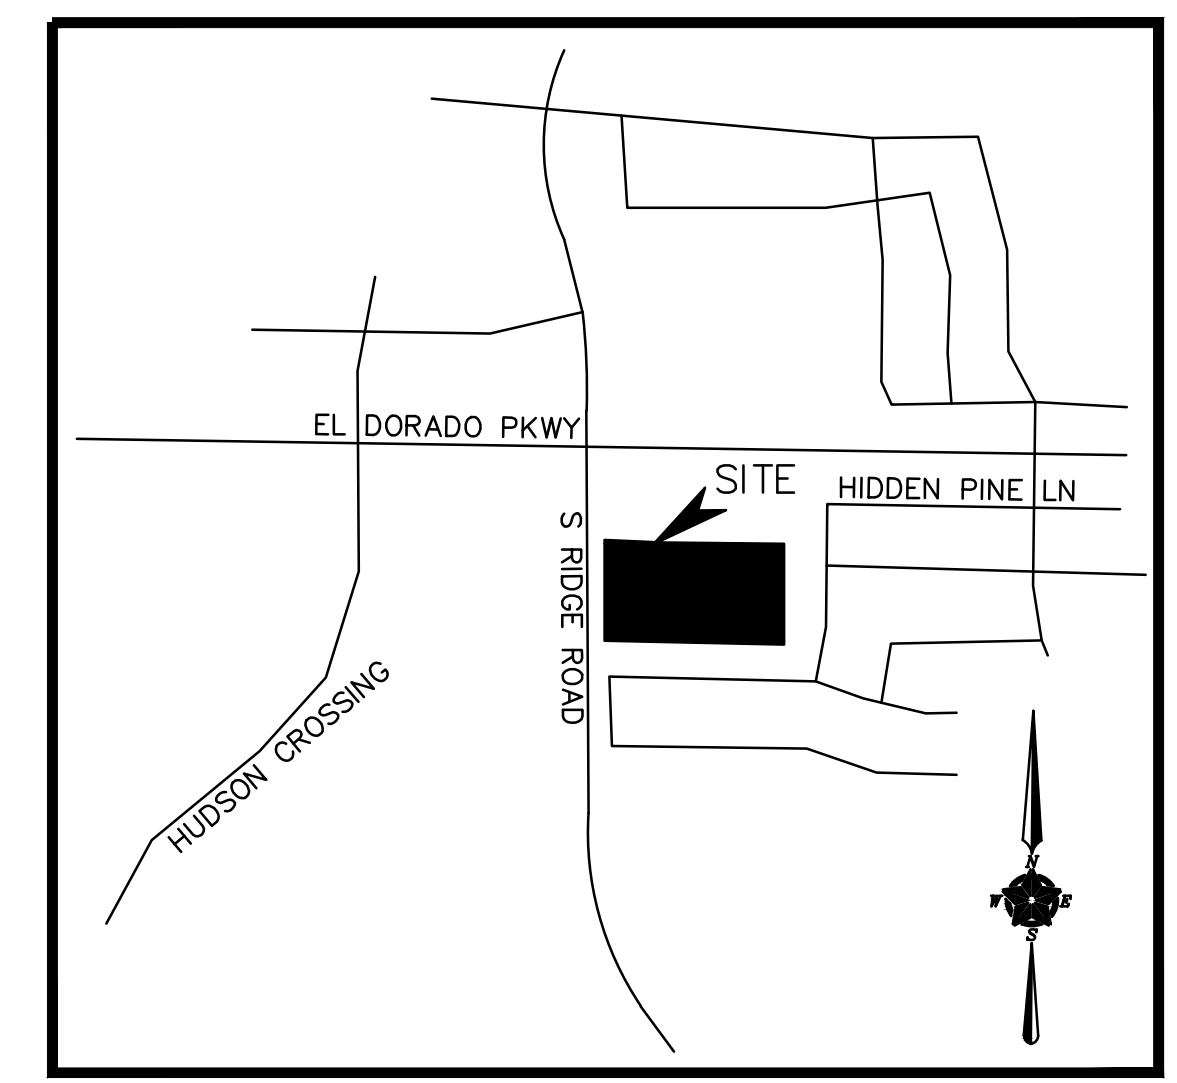 EL DORADO PKWY
SITE
HIDDEN PINE LN
S RIDGE ROAD
HUDSON CROSSING
N
W E
S